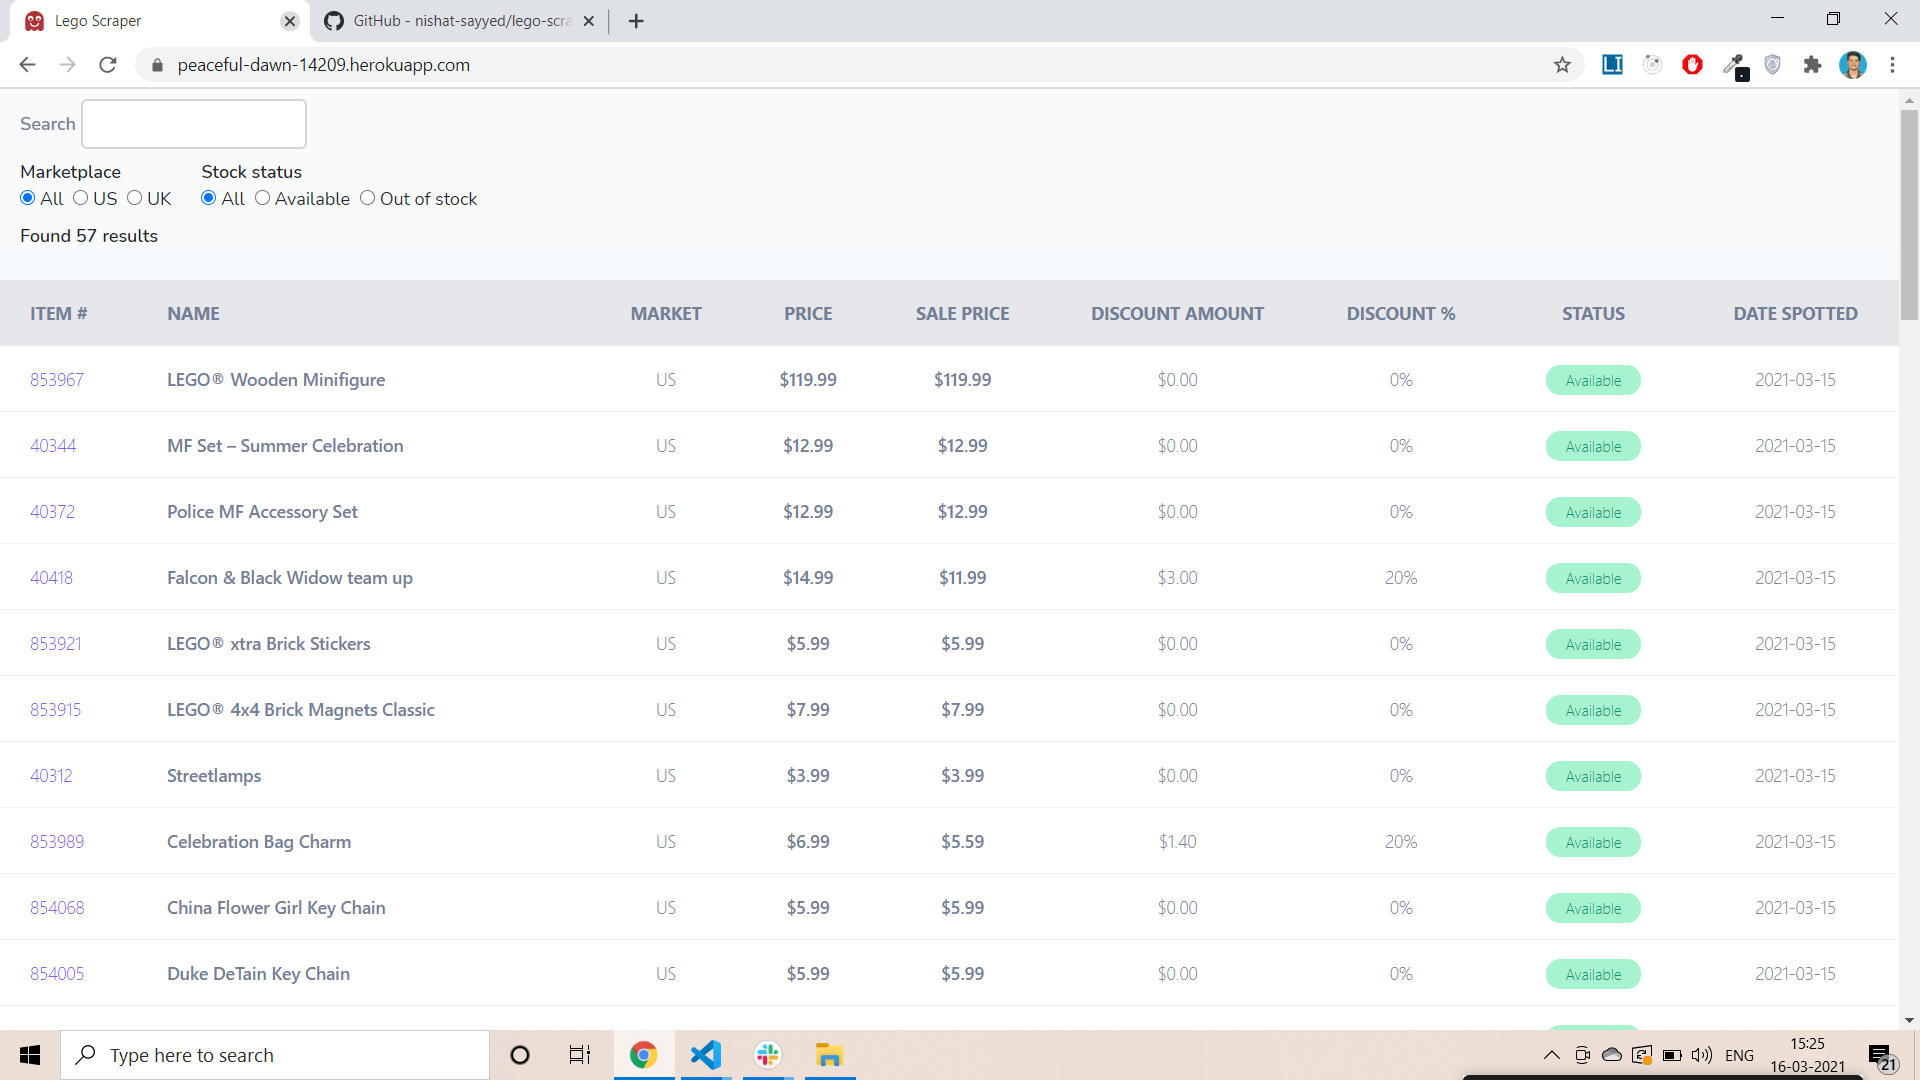 Lego Scraper
GitHub - nishat-sayyed/lego-scra
peaceful-dawn-14209.herokuapp.com
Search
Marketplace Stock status
All US UK All Available Out of stock
Found 57 results
ITEM # NAME MARKET PRICE SALE PRICE DISCOUNT AMOUNT DISCOUNT % STATUS DATE SPOTTED
853967 LEGO® Wooden Minifigure US $119.99 $119.99 $0.00 0% Available 2021-03-15
40344 MF Set – Summer Celebration US $12.99 $12.99 $0.00 0% Available 2021-03-15
40372 Police MF Accessory Set US $12.99 $12.99 $0.00 0% Available 2021-03-15
40418 Falcon & Black Widow team up US $14.99 $11.99 $3.00 20% Available 2021-03-15
853921 LEGO® xtra Brick Stickers US $5.99 $5.99 $0.00 0% Available 2021-03-15
853915 LEGO® 4x4 Brick Magnets Classic US $7.99 $7.99 $0.00 0% Available 2021-03-15
40312 Streetlamps US $3.99 $3.99 $0.00 0% Available 2021-03-15
853989 Celebration Bag Charm US $6.99 $5.59 $1.40 20% Available 2021-03-15
854068 China Flower Girl Key Chain US $5.99 $5.99 $0.00 0% Available 2021-03-15
854005 Duke DeTain Key Chain US $5.99 $5.99 $0.00 0% Available 2021-03-15
Type here to search
ENG
15:25
16-03-2021
21